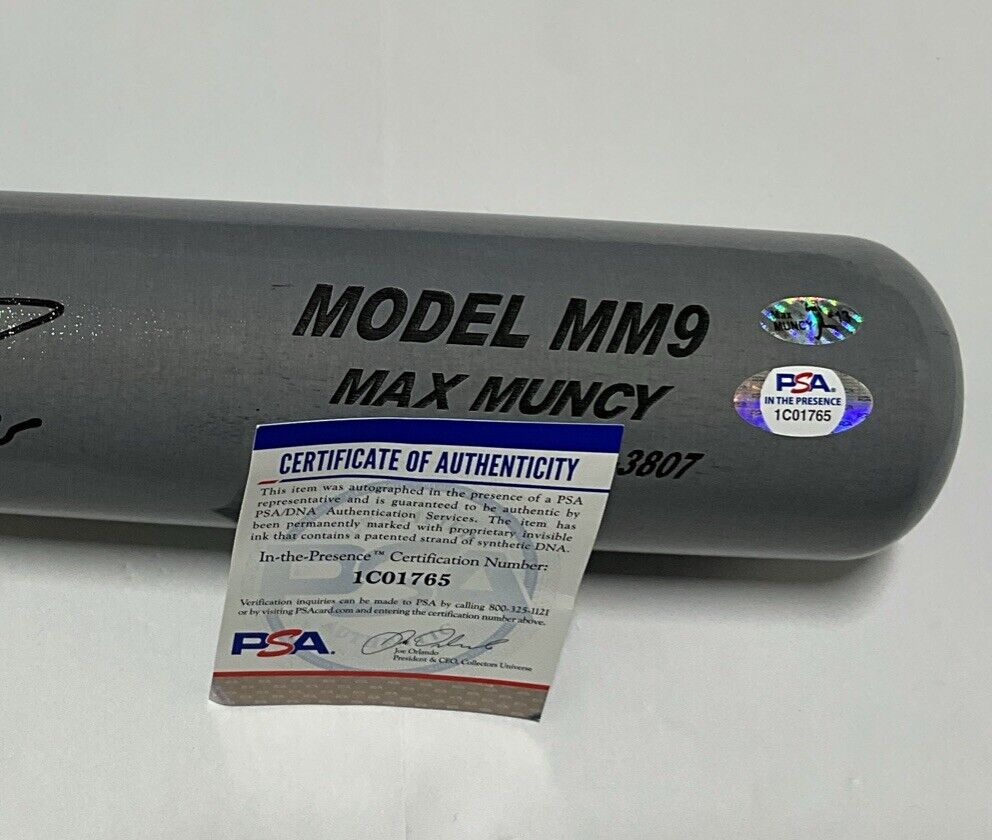 MODEL MM9
MAX MUNCY
3807
MAX
MUNCY
13
PSA
IN THE PRESENCE
1C01765
CERTIFICATE OF AUTHENTICITY
This item was autographed in the presence of a PSA
representative and is guaranteed to be authentic by
PSA/DNA Authentication Services. The item has
been permanently marked with proprietary invisible
ink that contains a patented strand of synthetic DNA.
In-the-Presence™ Certification Number:
1C01765
Verification inquiries can be made to PSA by calling 800-325-1121
or by visiting PSAcard.com and entering the certification number above.
PSA.
Joe Orlando
President & CEO, Collectors Universe